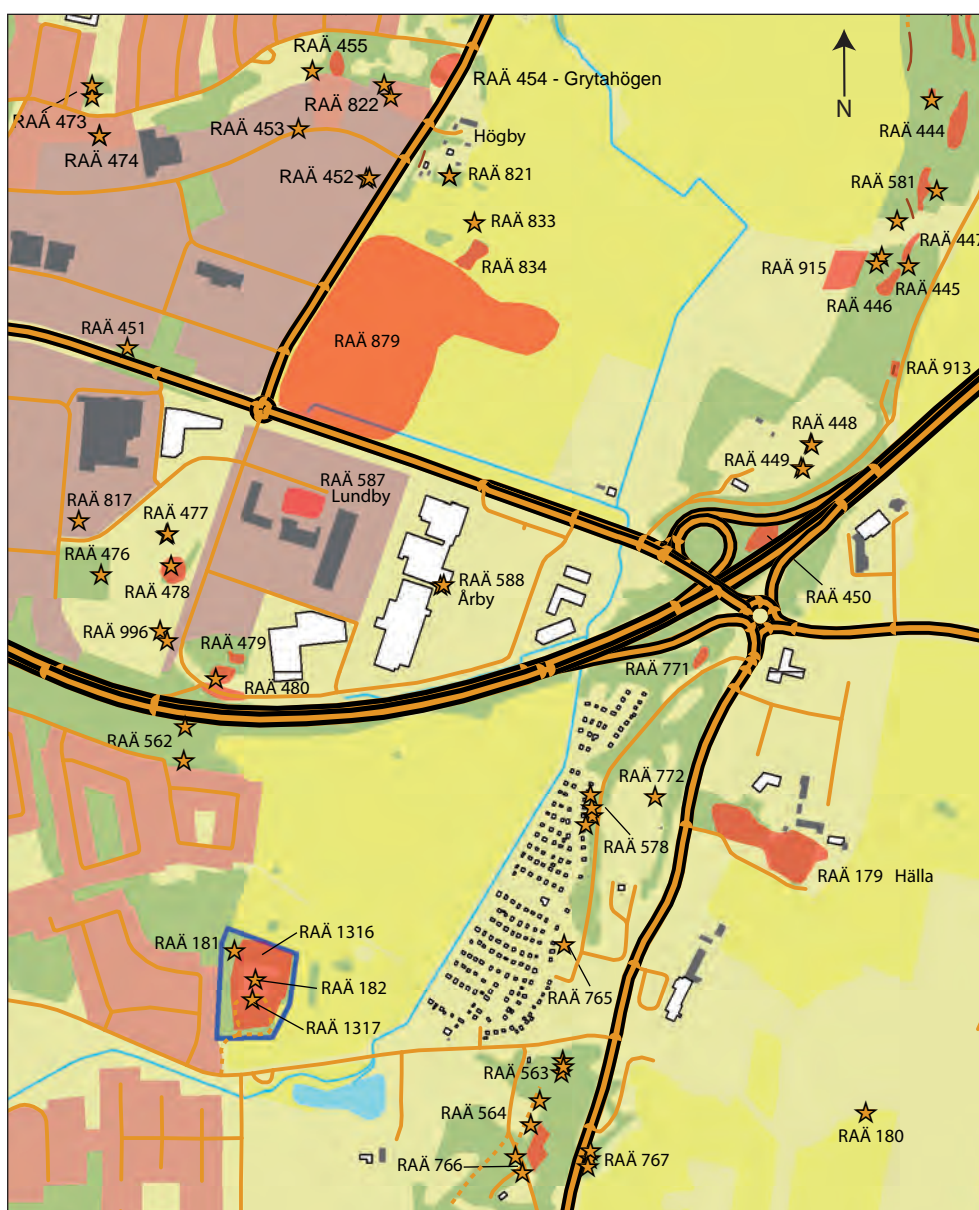 RAÄ 455
RAÄ 454 - Grytahögen
RAÄ 822
RAÄ 473
RAÄ 453
RAÄ 474
N
RAÄ 444
Högby
RAÄ 452
RAÄ 821
RAÄ 581
RAÄ 833
RAÄ 447
RAÄ 834
RAÄ 915
RAÄ 445
RAÄ 446
RAÄ 451
RAÄ 879
RAÄ 913
RAÄ 448
RAÄ 449
RAÄ 587
Lundby
RAÄ 817
RAÄ 477
RAÄ 476
RAÄ 478
RAÄ 588
Årby
RAÄ 450
RAÄ 996
RAÄ 479
RAÄ 771
RAÄ 480
RAÄ 562
RAÄ 772
RAÄ 578
RAÄ 179 Hälla
RAÄ 1316
RAÄ 181
RAÄ 182
RAÄ 765
RAÄ 1317
RAÄ 563
RAÄ 564
RAÄ 180
RAÄ 766
RAÄ 767